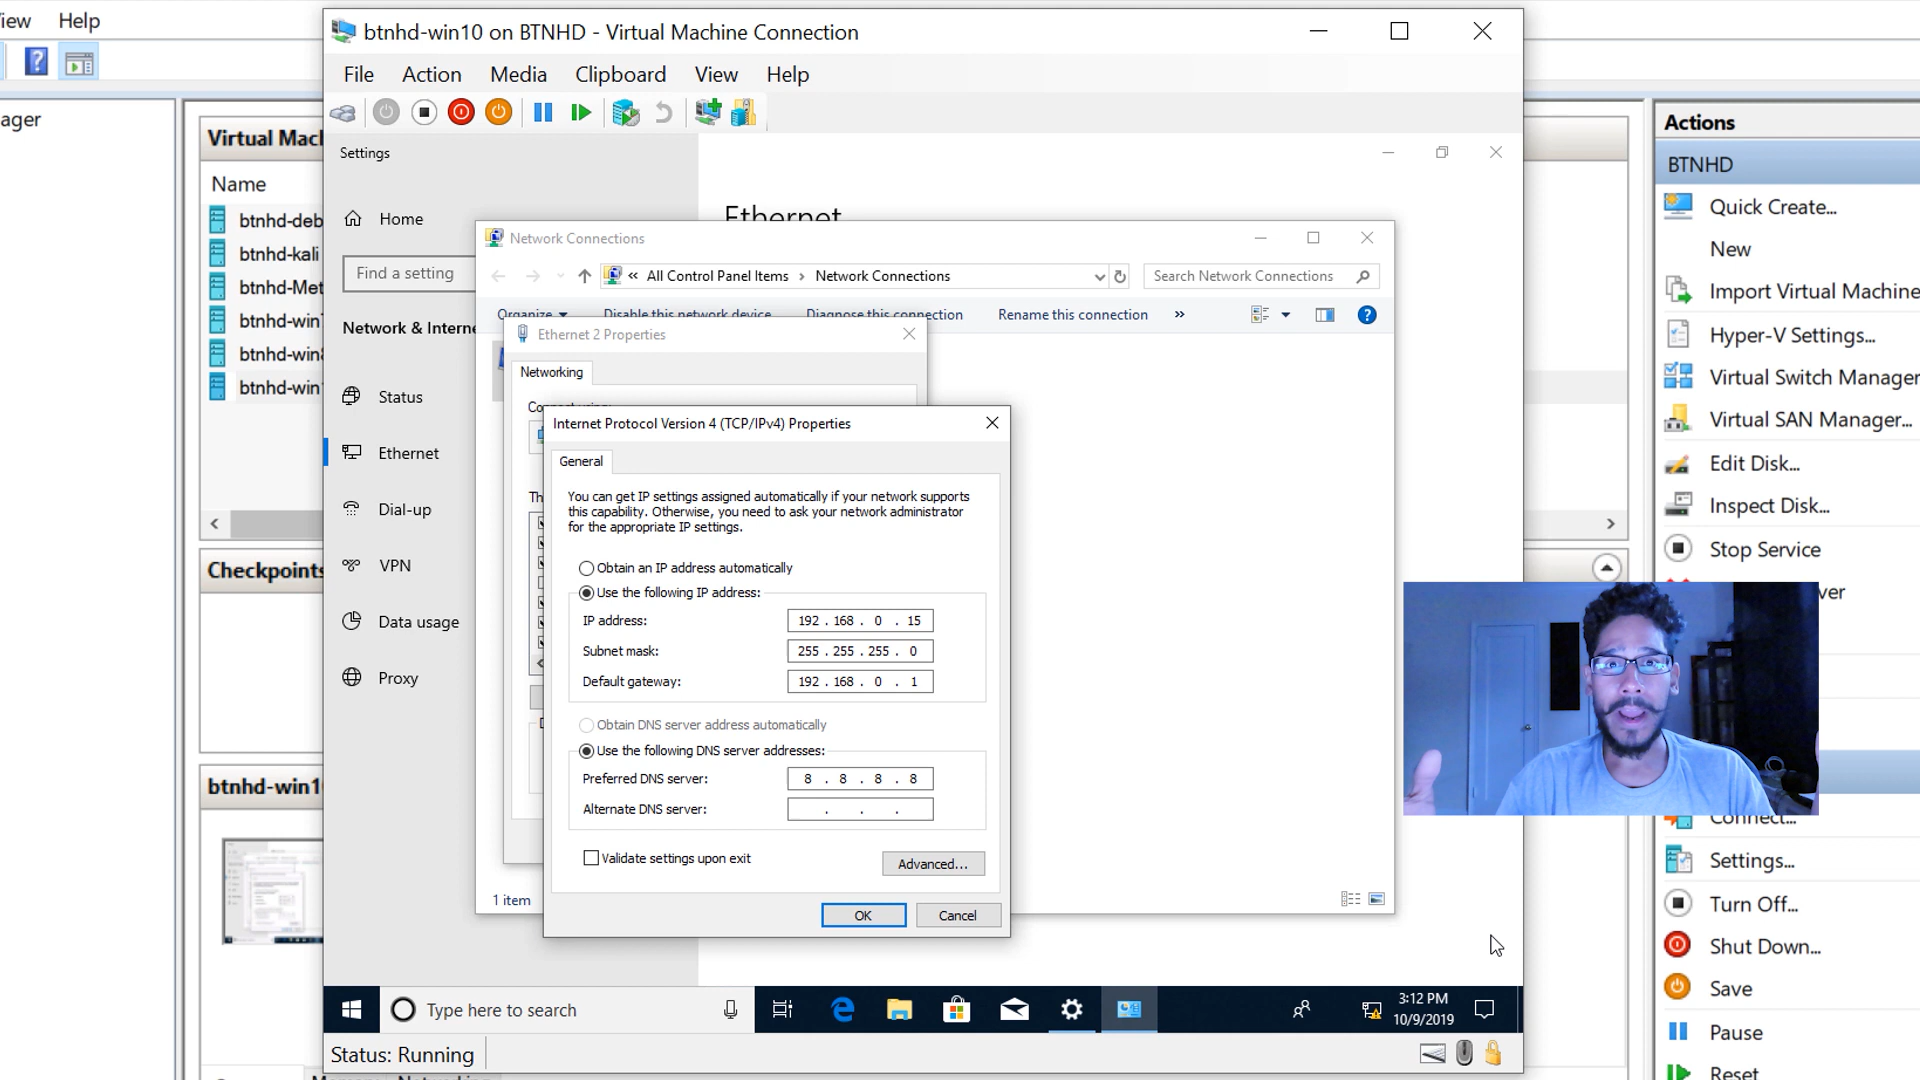 iew Help
ager
Virtual Macl
Name
btnhd-deb
btnhd-kali
btnhd-Met
btnhd-win
btnhd-win
btnhd-win
Checkpoints
btnhd-win1
btnhd-win10 on BTNHD - Virtual Machine Connection
File Action Media Clipboard View Help
Settings
Home
Find a setting
Network & Interne
Status
Ethernet
Dial-up
VPN
Data usage
Proxy
Ethernet
Network Connections
« All Control Panel Items › Network Connections
Search Network Connections
Organize Disable this network device Diagnose this connection Rename this connection »
Ethernet 2 Properties
Networking
Connect using:
Th
Internet Protocol Version 4 (TCP/IPv4) Properties
General
You can get IP settings assigned automatically if your network supports
this capability. Otherwise, you need to ask your network administrator
for the appropriate IP settings.
Obtain an IP address automatically
Use the following IP address:
IP address: 192 . 168 . 0 . 15
Subnet mask: 255 . 255 . 255 . 0
Default gateway: 192 . 168 . 0 . 1
Obtain DNS server address automatically
Use the following DNS server addresses:
Preferred DNS server: 8 . 8 . 8 . 8
Alternate DNS server: . . .
Validate settings upon exit
Advanced...
OK Cancel
1 item
Type here to search
3:12 PM
10/9/2019
Status: Running
Actions
BTNHD
Quick Create...
New
Import Virtual Machine
Hyper-V Settings...
Virtual Switch Manager
Virtual SAN Manager...
Edit Disk...
Inspect Disk...
Stop Service
ver
Connect...
Settings...
Turn Off...
Shut Down...
Save
Pause
Reset